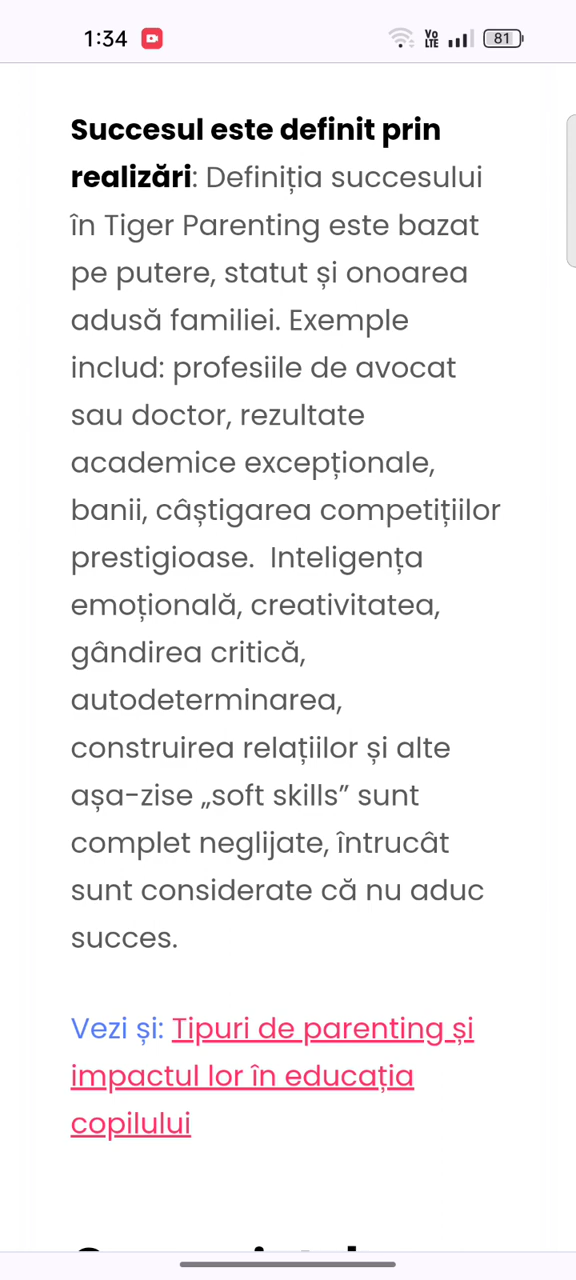 1:34
Vo LTE
81
Succesul este definit prin
realizări: Definiția succesului
în Tiger Parenting este bazat
pe putere, statut și onoarea
adusă familiei. Exemple
includ: profesiile de avocat
sau doctor, rezultate
academice excepționale,
banii, câștigarea competițiilor
prestigioase.  Inteligența
emoțională, creativitatea,
gândirea critică,
autodeterminarea,
construirea relațiilor și alte
așa-zise „soft skills” sunt
complet neglijate, întrucât
sunt considerate că nu aduc
succes.
Vezi și: Tipuri de parenting și
impactul lor în educația
copilului